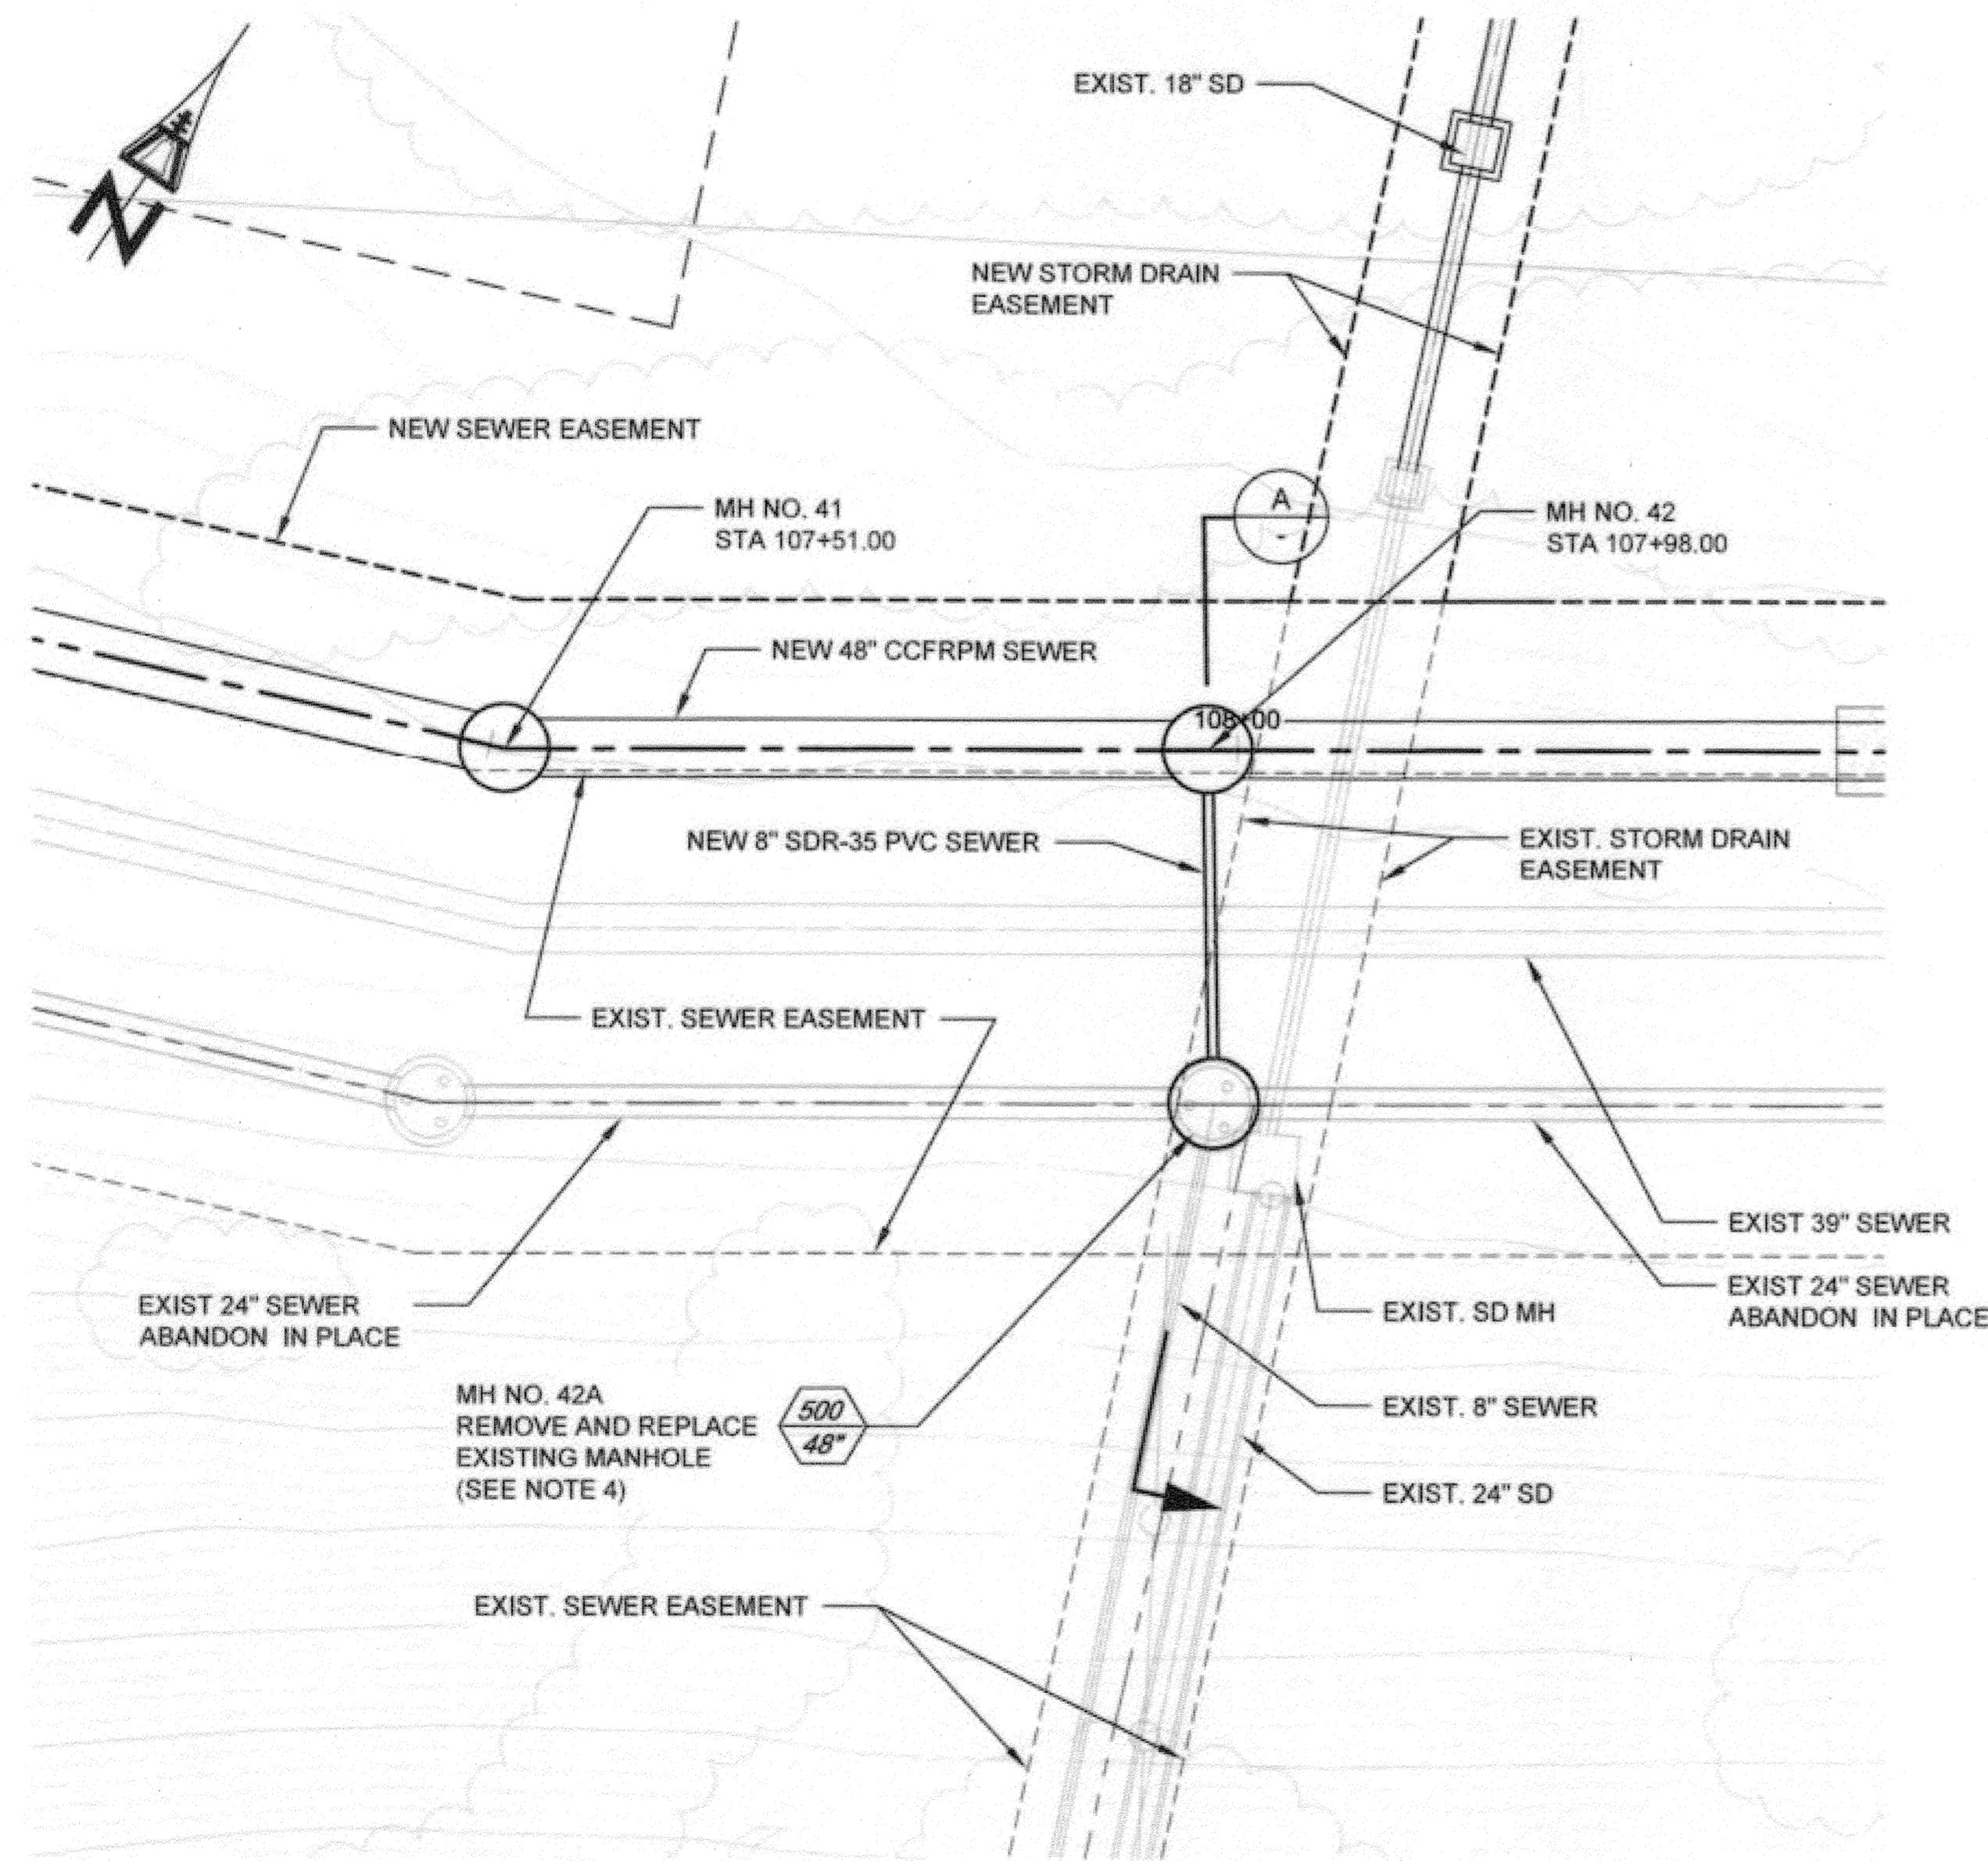 EXIST. 18" SD
N
NEW STORM DRAIN
EASEMENT
NEW SEWER EASEMENT
MH NO. 41
STA 107+51.00
A
-
MH NO. 42
STA 107+98.00
NEW 48" CCFRPM SEWER
108+00
NEW 8" SDR-35 PVC SEWER
EXIST. STORM DRAIN
EASEMENT
EXIST. SEWER EASEMENT
EXIST 39" SEWER
EXIST 24" SEWER
ABANDON IN PLACE
EXIST 24" SEWER
ABANDON IN PLACE
EXIST. SD MH
MH NO. 42A
REMOVE AND REPLACE
EXISTING MANHOLE
(SEE NOTE 4)
500
48"
EXIST. 8" SEWER
EXIST. 24" SD
EXIST. SEWER EASEMENT